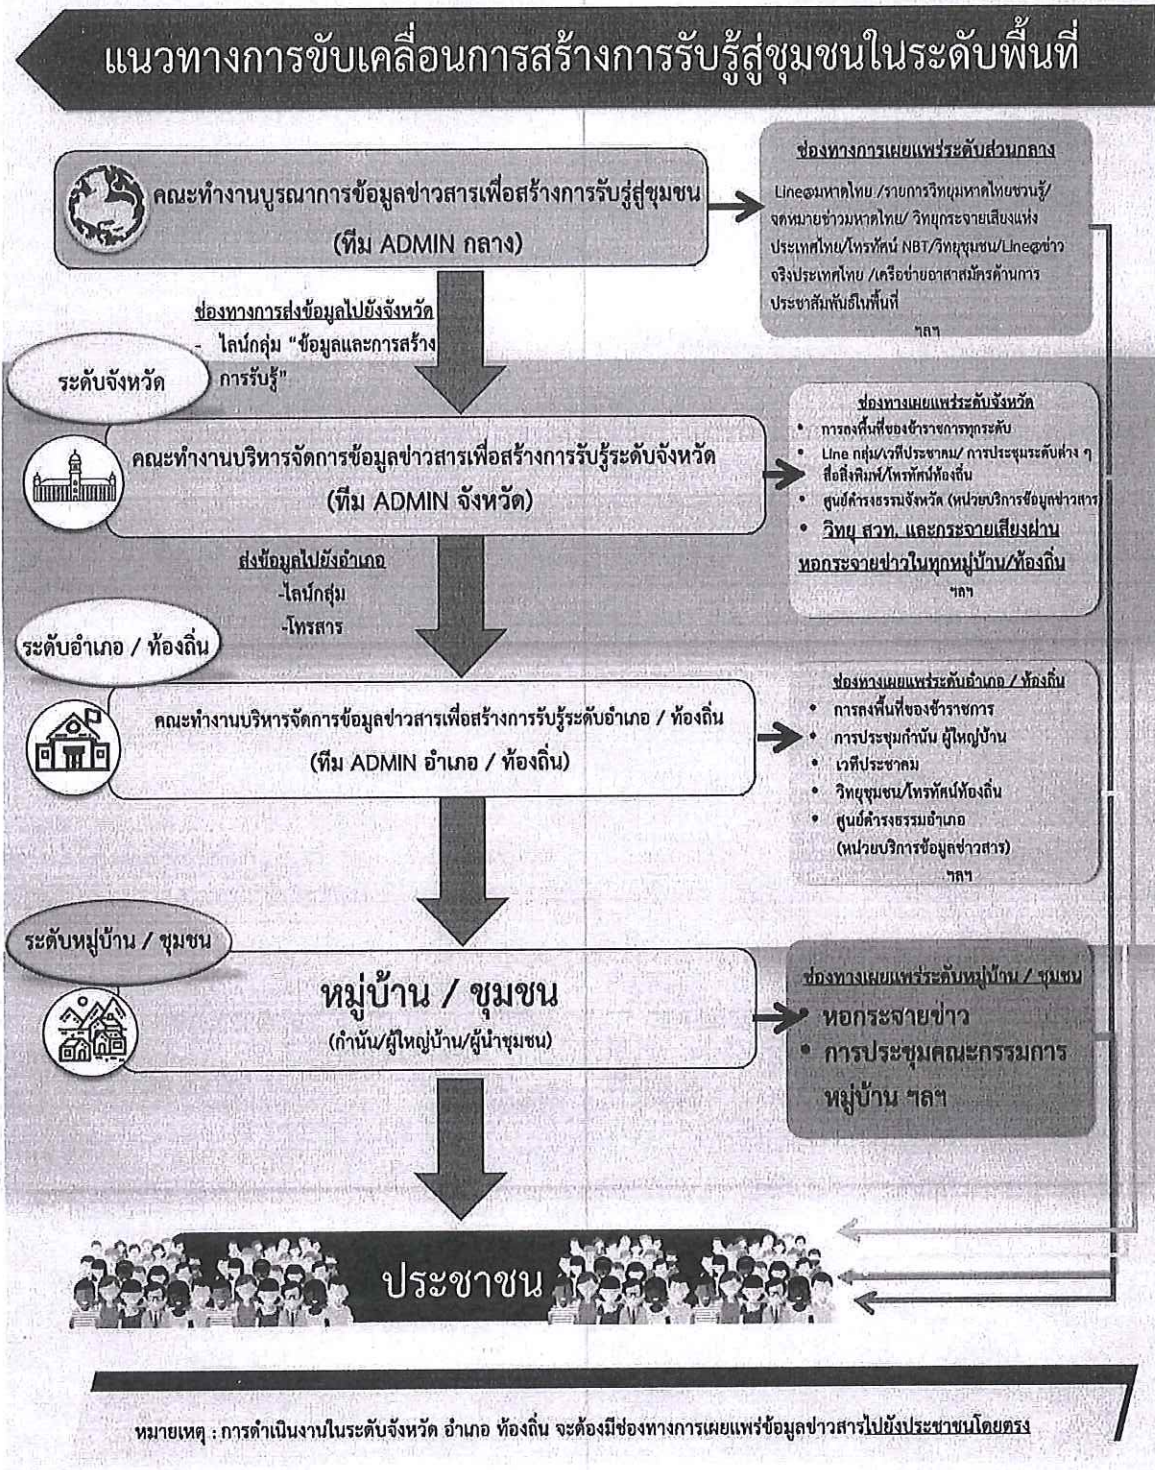 แนวทางการขับเคลื่อนการสร้างการรับรู้สู่ชุมชนในระดับพื้นที่
คณะทำงานบูรณาการข้อมูลข่าวสารเพื่อสร้างการรับรู้สู่ชุมชน
(ทีม ADMIN กลาง)
ช่องทางการเผยแพร่ระดับส่วนกลาง
Line@มหาดไทย /รายการวิทยุมหาดไทยชวนรู้/
จดหมายข่าวมหาดไทย/ วิทยุกระจายเสียงแห่ง
ประเทศไทย/โทรทัศน์ NBT/วิทยุชุมชน/Line@ข่าว
จริงประเทศไทย /เครือข่ายอาสาสมัครด้านการ
ประชาสัมพันธ์ในพื้นที่
ฯลฯ
ช่องทางการส่งข้อมูลไปยังจังหวัด
- ไลน์กลุ่ม “ข้อมูลและการสร้าง
การรับรู้”
ระดับจังหวัด
คณะทำงานบริหารจัดการข้อมูลข่าวสารเพื่อสร้างการรับรู้ระดับจังหวัด
(ทีม ADMIN จังหวัด)
ช่องทางเผยแพร่ระดับจังหวัด
• การลงพื้นที่ของข้าราชการทุกระดับ
• Line กลุ่ม/เวทีประชาคม/ การประชุมระดับต่าง ๆ
สื่อสิ่งพิมพ์/โทรทัศน์ท้องถิ่น
• ศูนย์ดำรงธรรมจังหวัด (หน่วยบริการข้อมูลข่าวสาร)
• วิทยุ สวท. และกระจายเสียงผ่าน
หอกระจายข่าวในทุกหมู่บ้าน/ท้องถิ่น
ฯลฯ
ส่งข้อมูลไปยังอำเภอ
-ไลน์กลุ่ม
-โทรสาร
ระดับอำเภอ / ท้องถิ่น
คณะทำงานบริหารจัดการข้อมูลข่าวสารเพื่อสร้างการรับรู้ระดับอำเภอ / ท้องถิ่น
(ทีม ADMIN อำเภอ / ท้องถิ่น)
ช่องทางเผยแพร่ระดับอำเภอ / ท้องถิ่น
• การลงพื้นที่ของข้าราชการ
• การประชุมกำนัน ผู้ใหญ่บ้าน
• เวทีประชาคม
• วิทยุชุมชน/โทรทัศน์ท้องถิ่น
• ศูนย์ดำรงธรรมอำเภอ
(หน่วยบริการข้อมูลข่าวสาร)
ฯลฯ
ระดับหมู่บ้าน / ชุมชน
หมู่บ้าน / ชุมชน
(กำนัน/ผู้ใหญ่บ้าน/ผู้นำชุมชน)
ช่องทางเผยแพร่ระดับหมู่บ้าน / ชุมชน
• หอกระจายข่าว
• การประชุมคณะกรรมการ
หมู่บ้าน ฯลฯ
ประชาชน
หมายเหตุ : การดำเนินงานในระดับจังหวัด อำเภอ ท้องถิ่น จะต้องมีช่องทางการเผยแพร่ข้อมูลข่าวสารไปยังประชาชนโดยตรง